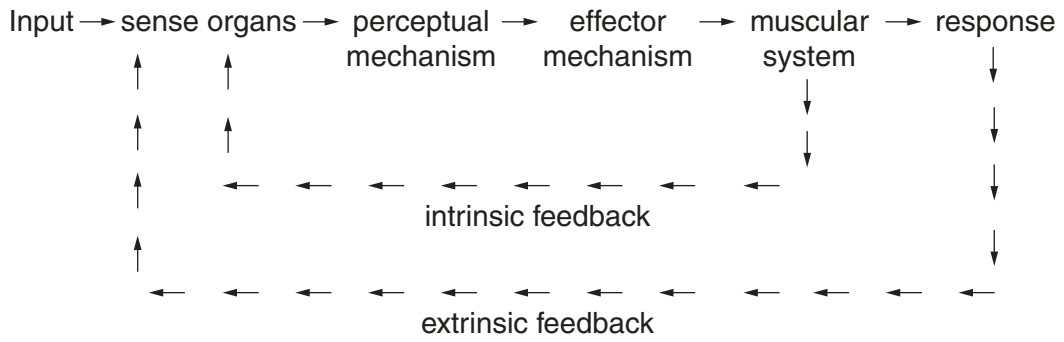 Input sense organs perceptual effector muscular response
mechanism mechanism system
intrinsic feedback
extrinsic feedback